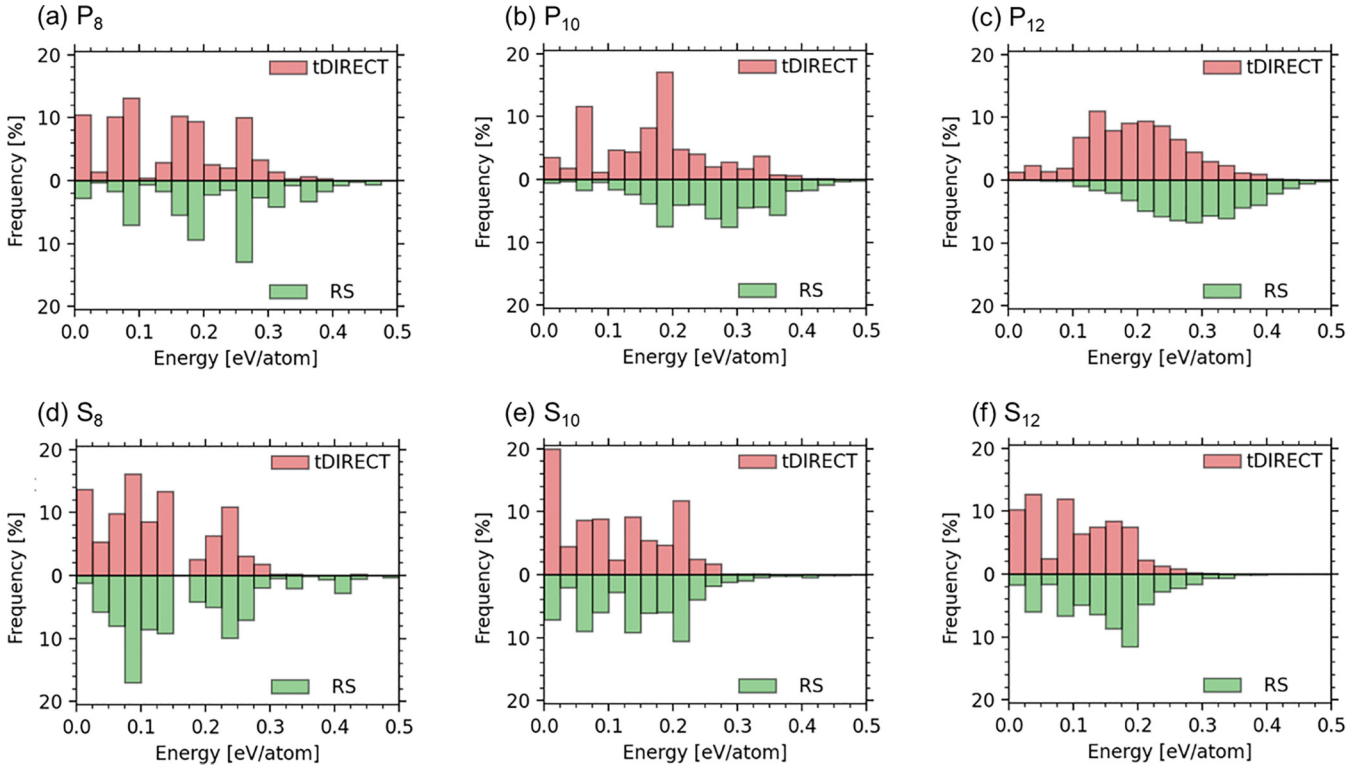 (a) P8
20
10
0
10
20
Frequency [%]
tDIRECT
RS
0.0 0.1 0.2 0.3 0.4 0.5
Energy [eV/atom]
(b) P10
20
10
0
10
20
Frequency [%]
tDIRECT
RS
0.0 0.1 0.2 0.3 0.4 0.5
Energy [eV/atom]
(c) P12
20
10
0
10
20
Frequency [%]
tDIRECT
RS
0.0 0.1 0.2 0.3 0.4 0.5
Energy [eV/atom]
(d) S8
20
10
0
10
20
Frequency [%]
tDIRECT
RS
0.0 0.1 0.2 0.3 0.4 0.5
Energy [eV/atom]
(e) S10
20
10
0
10
20
Frequency [%]
tDIRECT
RS
0.0 0.1 0.2 0.3 0.4 0.5
Energy [eV/atom]
(f) S12
20
10
0
10
20
Frequency [%]
tDIRECT
RS
0.0 0.1 0.2 0.3 0.4 0.5
Energy [eV/atom]